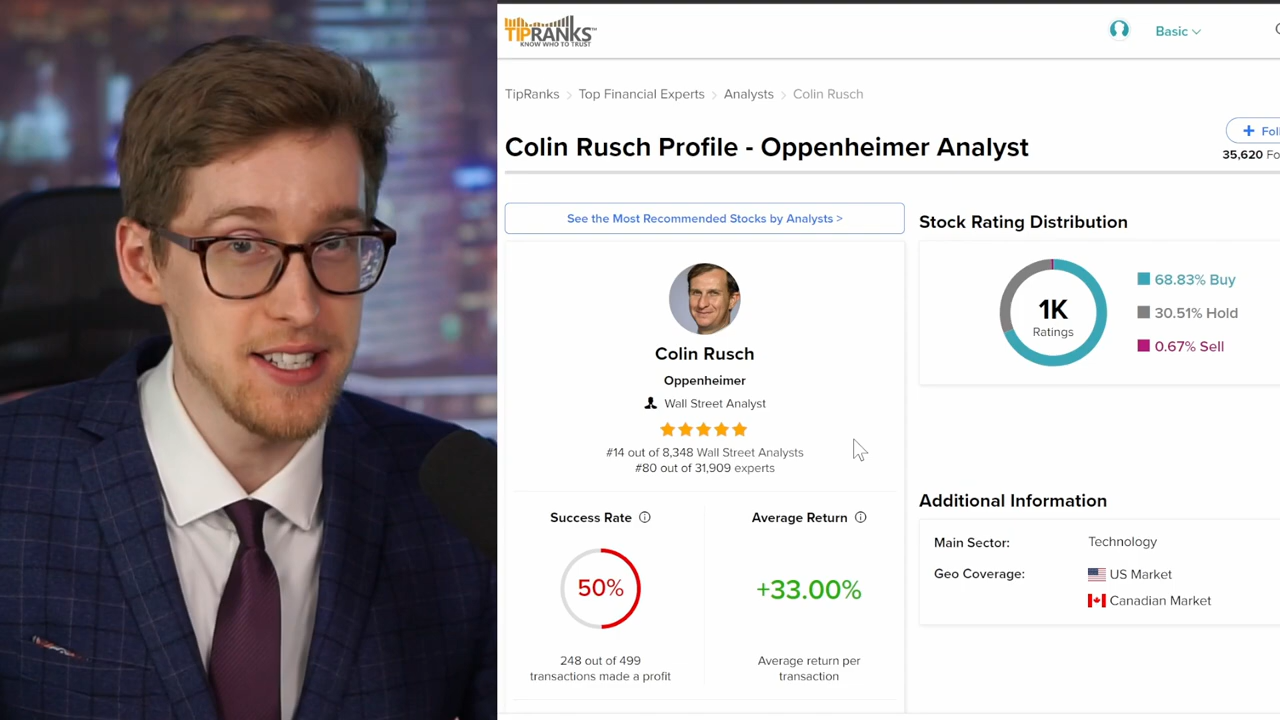 TIPRANKS™
KNOW WHO TO TRUST
Basic
TipRanks > Top Financial Experts > Analysts > Colin Rusch
Colin Rusch Profile - Oppenheimer Analyst
+ Fol
35,620 Fo
See the Most Recommended Stocks by Analysts >
Colin Rusch
Oppenheimer
Wall Street Analyst
#14 out of 8,348 Wall Street Analysts
#80 out of 31,909 experts
Success Rate
50%
248 out of 499
transactions made a profit
Average Return
+33.00%
Average return per
transaction
Stock Rating Distribution
1K
Ratings
68.83% Buy
30.51% Hold
0.67% Sell
Additional Information
Main Sector: Technology
Geo Coverage: US Market
Canadian Market